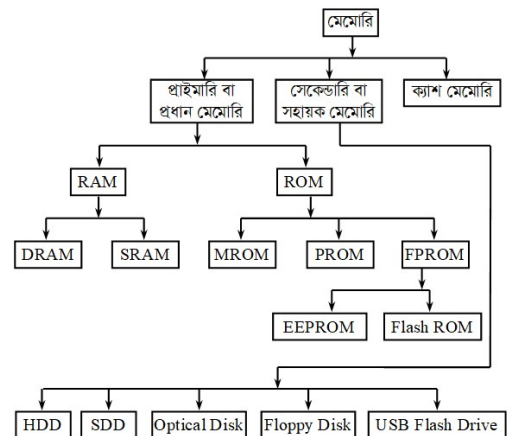 মেমোরি
প্রাইমারি বা
প্রধান মেমোরি
সেকেন্ডারি বা
সহায়ক মেমোরি
ক্যাশ মেমোরি
RAM
ROM
DRAM
SRAM
MROM
PROM
FPROM
EEPROM
Flash ROM
HDD
SDD
Optical Disk
Floppy Disk
USB Flash Drive